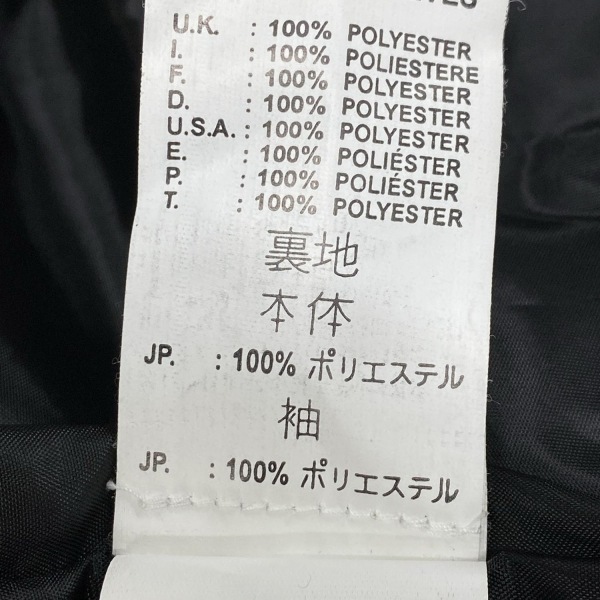 U.K. : 100% POLYESTER
I. : 100% POLIESTERE
F. : 100% POLYESTER
D. : 100% POLYESTER
U.S.A. : 100% POLYESTER
E. : 100% POLIÉSTER
P. : 100% POLIÉSTER
T. : 100% POLYESTER
裏地
本体
JP. : 100% ポリエステル
袖
JP. : 100% ポリエステル